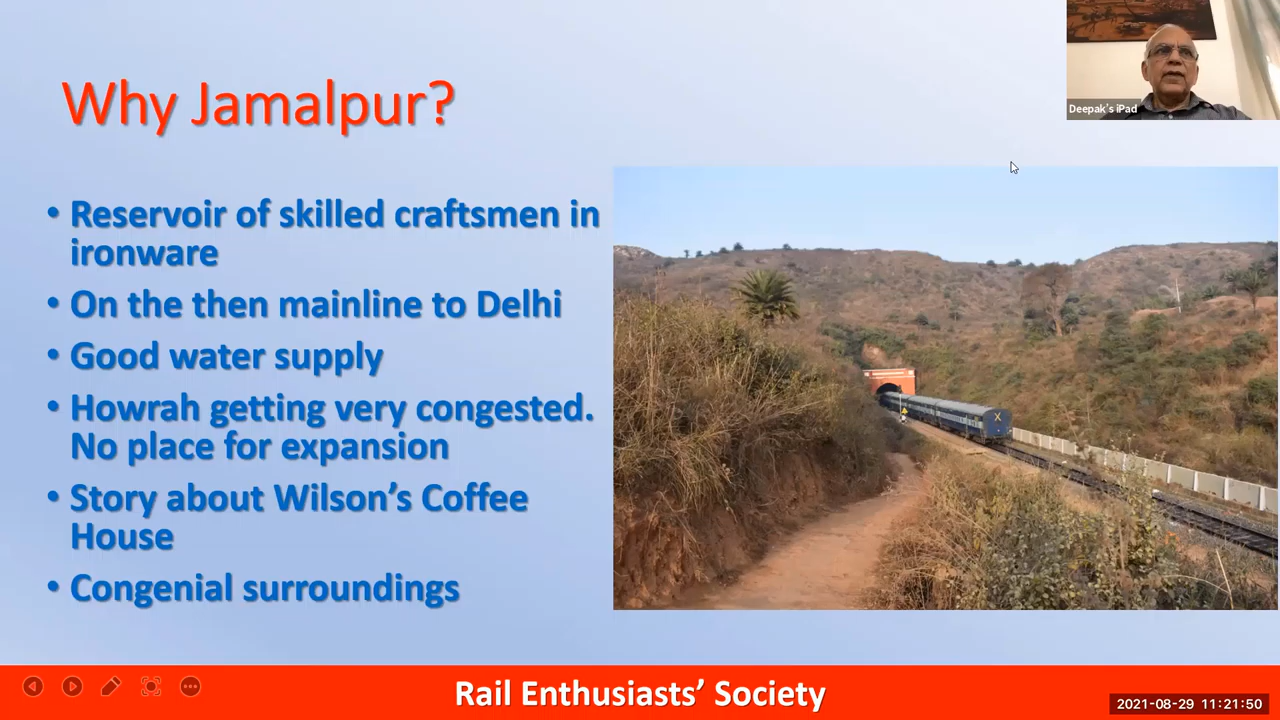 Why Jamalpur?
Deepak's iPad
• Reservoir of skilled craftsmen in
ironware
• On the then mainline to Delhi
• Good water supply
• Howrah getting very congested.
No place for expansion
• Story about Wilson's Coffee
House
• Congenial surroundings
X
Rail Enthusiasts' Society
2021-08-29 11:21:50